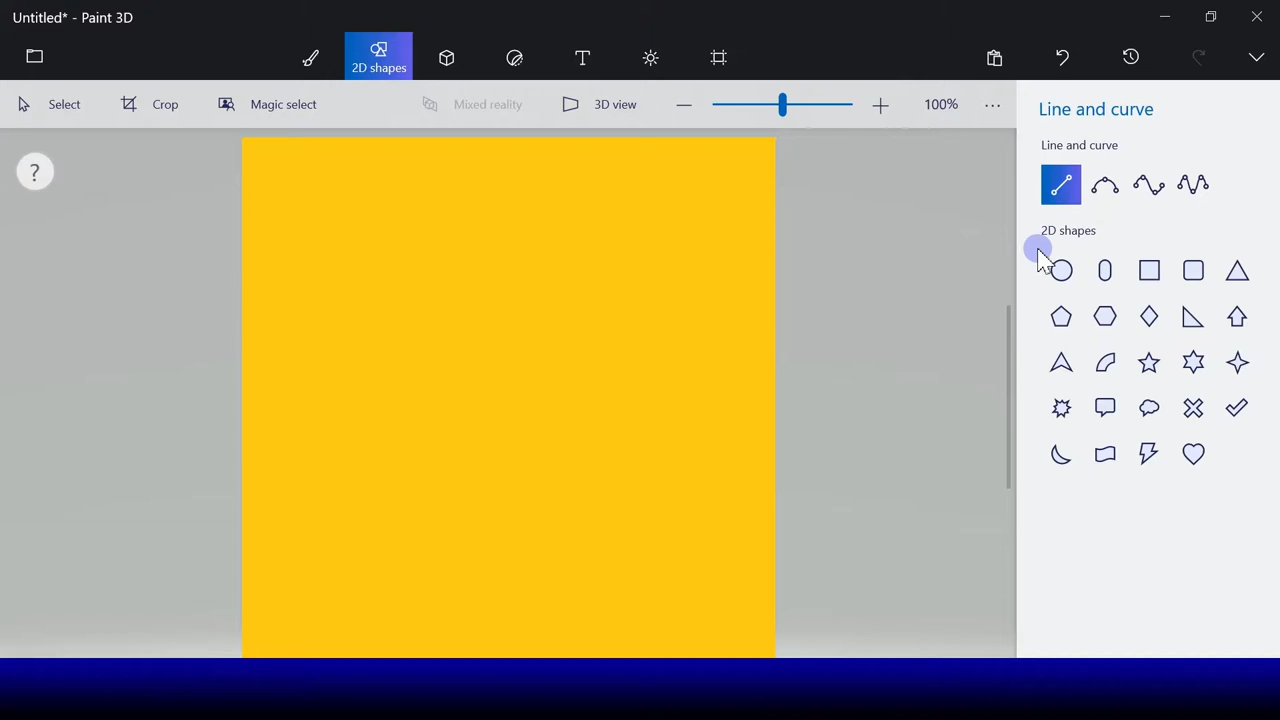 Untitled* - Paint 3D
2D shapes
Select
Crop
Magic select
Mixed reality
3D view
100%
?
Line and curve
Line and curve
2D shapes